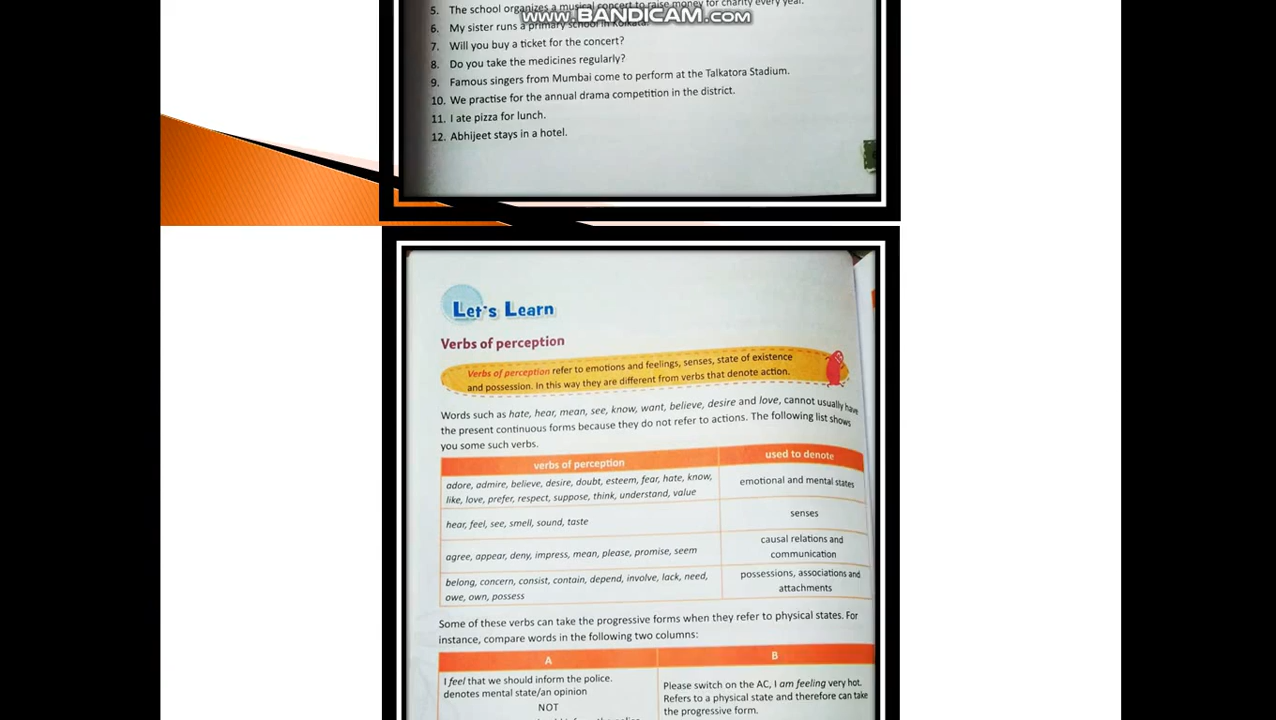 5. The school organizes a musical concert to raise money for charity every year.
www.BANDICAM.com
6. My sister runs a primary school in Kolkata.
7. Will you buy a ticket for the concert?
8. Do you take the medicines regularly?
9. Famous singers from Mumbai come to perform at the Talkatora Stadium.
10. We practise for the annual drama competition in the district.
11. I ate pizza for lunch.
12. Abhijeet stays in a hotel.
Let's Learn
Verbs of perception
Verbs of perception refer to emotions and feelings, senses, state of existence
and possession. In this way they are different from verbs that denote action.
Words such as hate, hear, mean, see, know, want, believe, desire and love, cannot usually have
the present continuous forms because they do not refer to actions. The following list shows
you some such verbs.
verbs of perception used to denote
adore, admire, believe, desire, doubt, esteem, fear, hate, know, 
like, love, prefer, respect, suppose, think, understand, value
emotional and mental states
hear, feel, see, smell, sound, taste
senses
agree, appear, deny, impress, mean, please, promise, seem
causal relations and
communication
belong, concern, consist, contain, depend, involve, lack, need,
owe, own, possess
possessions, associations and
attachments
Some of these verbs can take the progressive forms when they refer to physical states. For
instance, compare words in the following two columns:
A B
I feel that we should inform the police.
denotes mental state/an opinion
NOT
Please switch on the AC, I am feeling very hot.
Refers to a physical state and therefore can take
the progressive form.